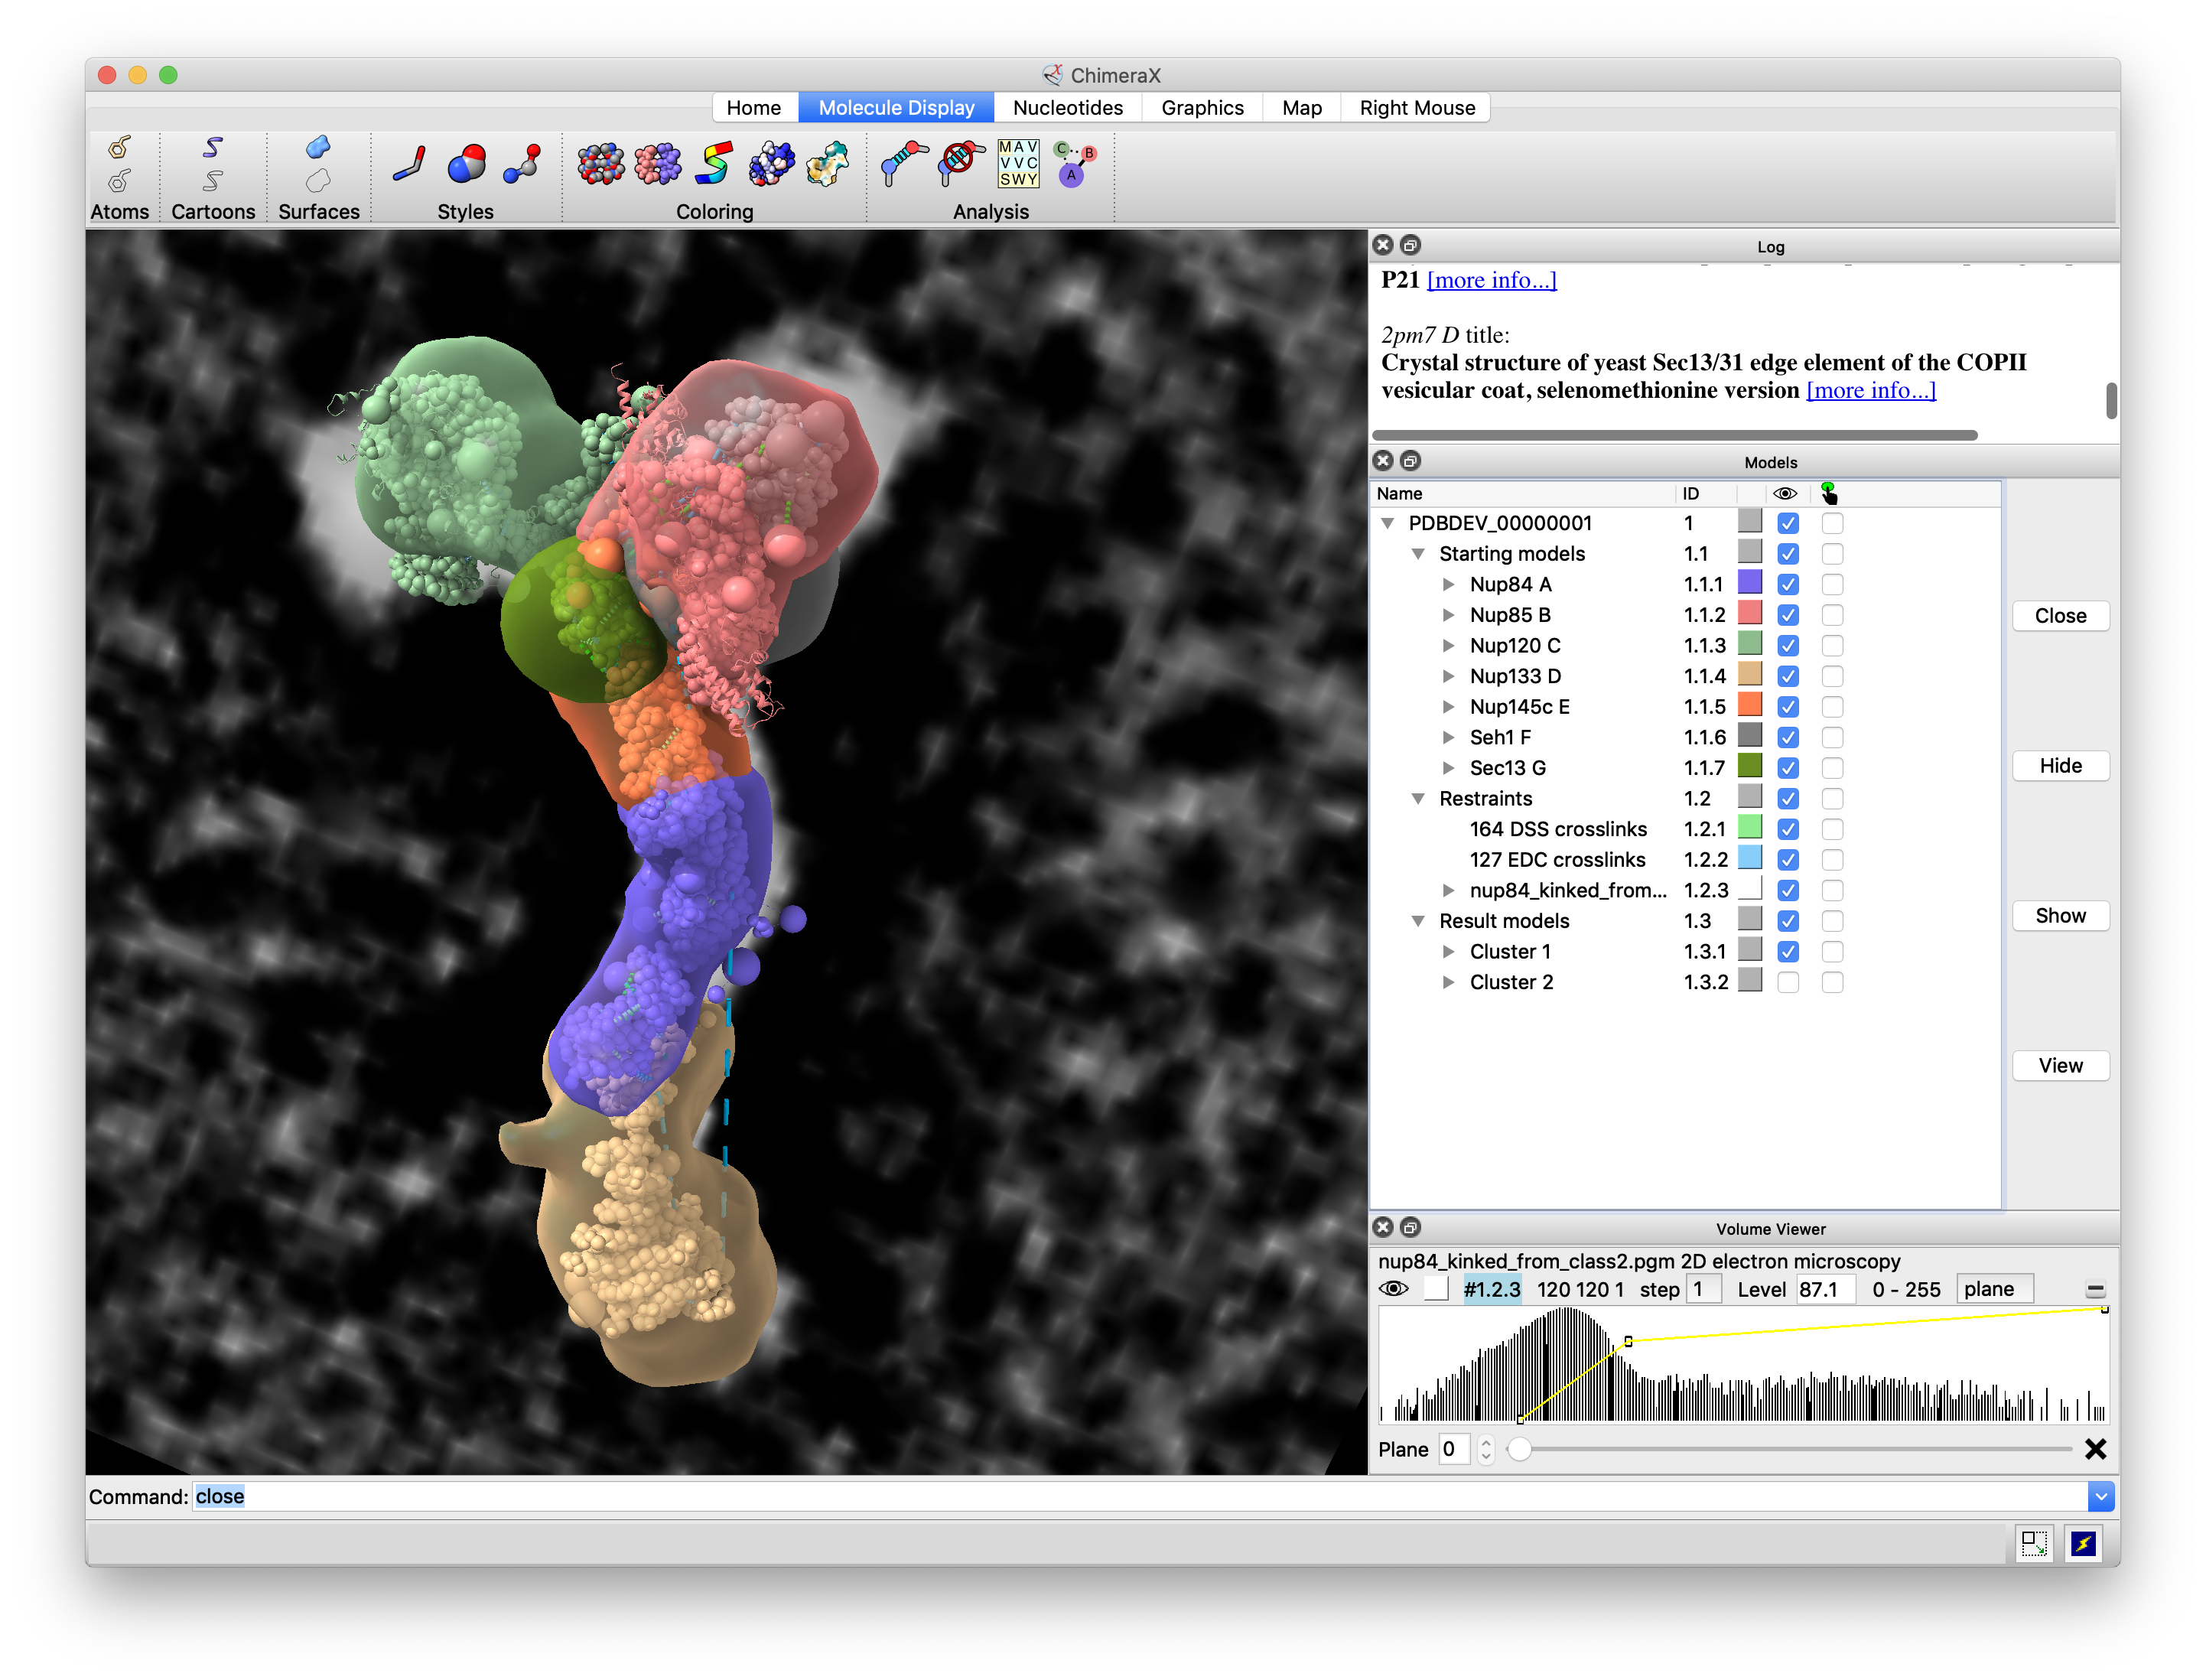 ChimeraX
Home Molecule Display Nucleotides Graphics Map Right Mouse
M A V
V V C
S W Y
C
B
A
Atoms Cartoons Surfaces Styles Coloring Analysis
Log
P21 [more info...]
2pm7 D title:
Crystal structure of yeast Sec13/31 edge element of the COPII
vesicular coat, selenomethionine version [more info...]
Models
Name ID
PDBDEV_00000001 1
Starting models 1.1
Nup84 A 1.1.1
Nup85 B 1.1.2
Nup120 C 1.1.3
Nup133 D 1.1.4
Nup145c E 1.1.5
Seh1 F 1.1.6
Sec13 G 1.1.7
Restraints 1.2
164 DSS crosslinks 1.2.1
127 EDC crosslinks 1.2.2
nup84_kinked_from... 1.2.3
Result models 1.3
Cluster 1 1.3.1
Cluster 2 1.3.2
Close
Hide
Show
View
Volume Viewer
nup84_kinked_from_class2.pgm 2D electron microscopy
#1.2.3 120 120 1 step 1 Level 87.1 0 - 255 plane
Plane 0
Command: close